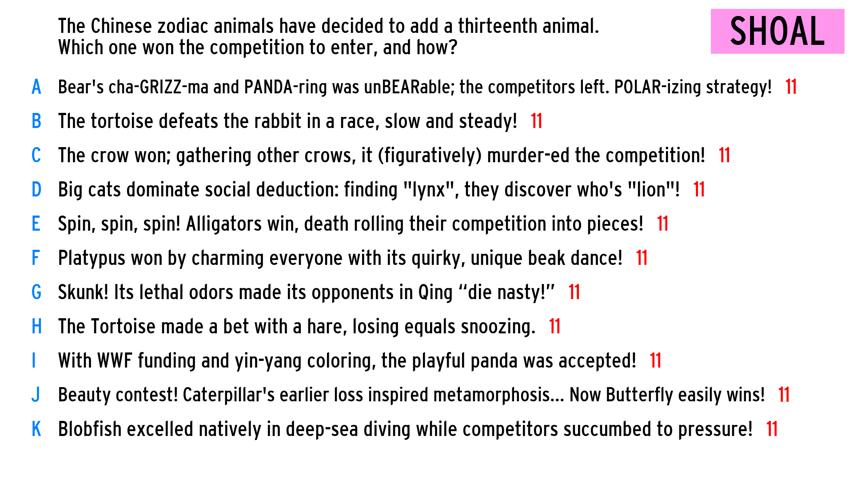 The Chinese zodiac animals have decided to add a thirteenth animal.
Which one won the competition to enter, and how?
SHOAL
A Bear's cha-GRIZZ-ma and PANDA-ring was unBEARable; the competitors left. POLAR-izing strategy! 11
B The tortoise defeats the rabbit in a race, slow and steady! 11
C The crow won; gathering other crows, it (figuratively) murder-ed the competition! 11
D Big cats dominate social deduction: finding "lynx", they discover who's "lion"! 11
E Spin, spin, spin! Alligators win, death rolling their competition into pieces! 11
F Platypus won by charming everyone with its quirky, unique beak dance! 11
G Skunk! Its lethal odors made its opponents in Qing “die nasty!” 11
H The Tortoise made a bet with a hare, losing equals snoozing. 11
I With WWF funding and yin-yang coloring, the playful panda was accepted! 11
J Beauty contest! Caterpillar's earlier loss inspired metamorphosis... Now Butterfly easily wins! 11
K Blobfish excelled natively in deep-sea diving while competitors succumbed to pressure! 11